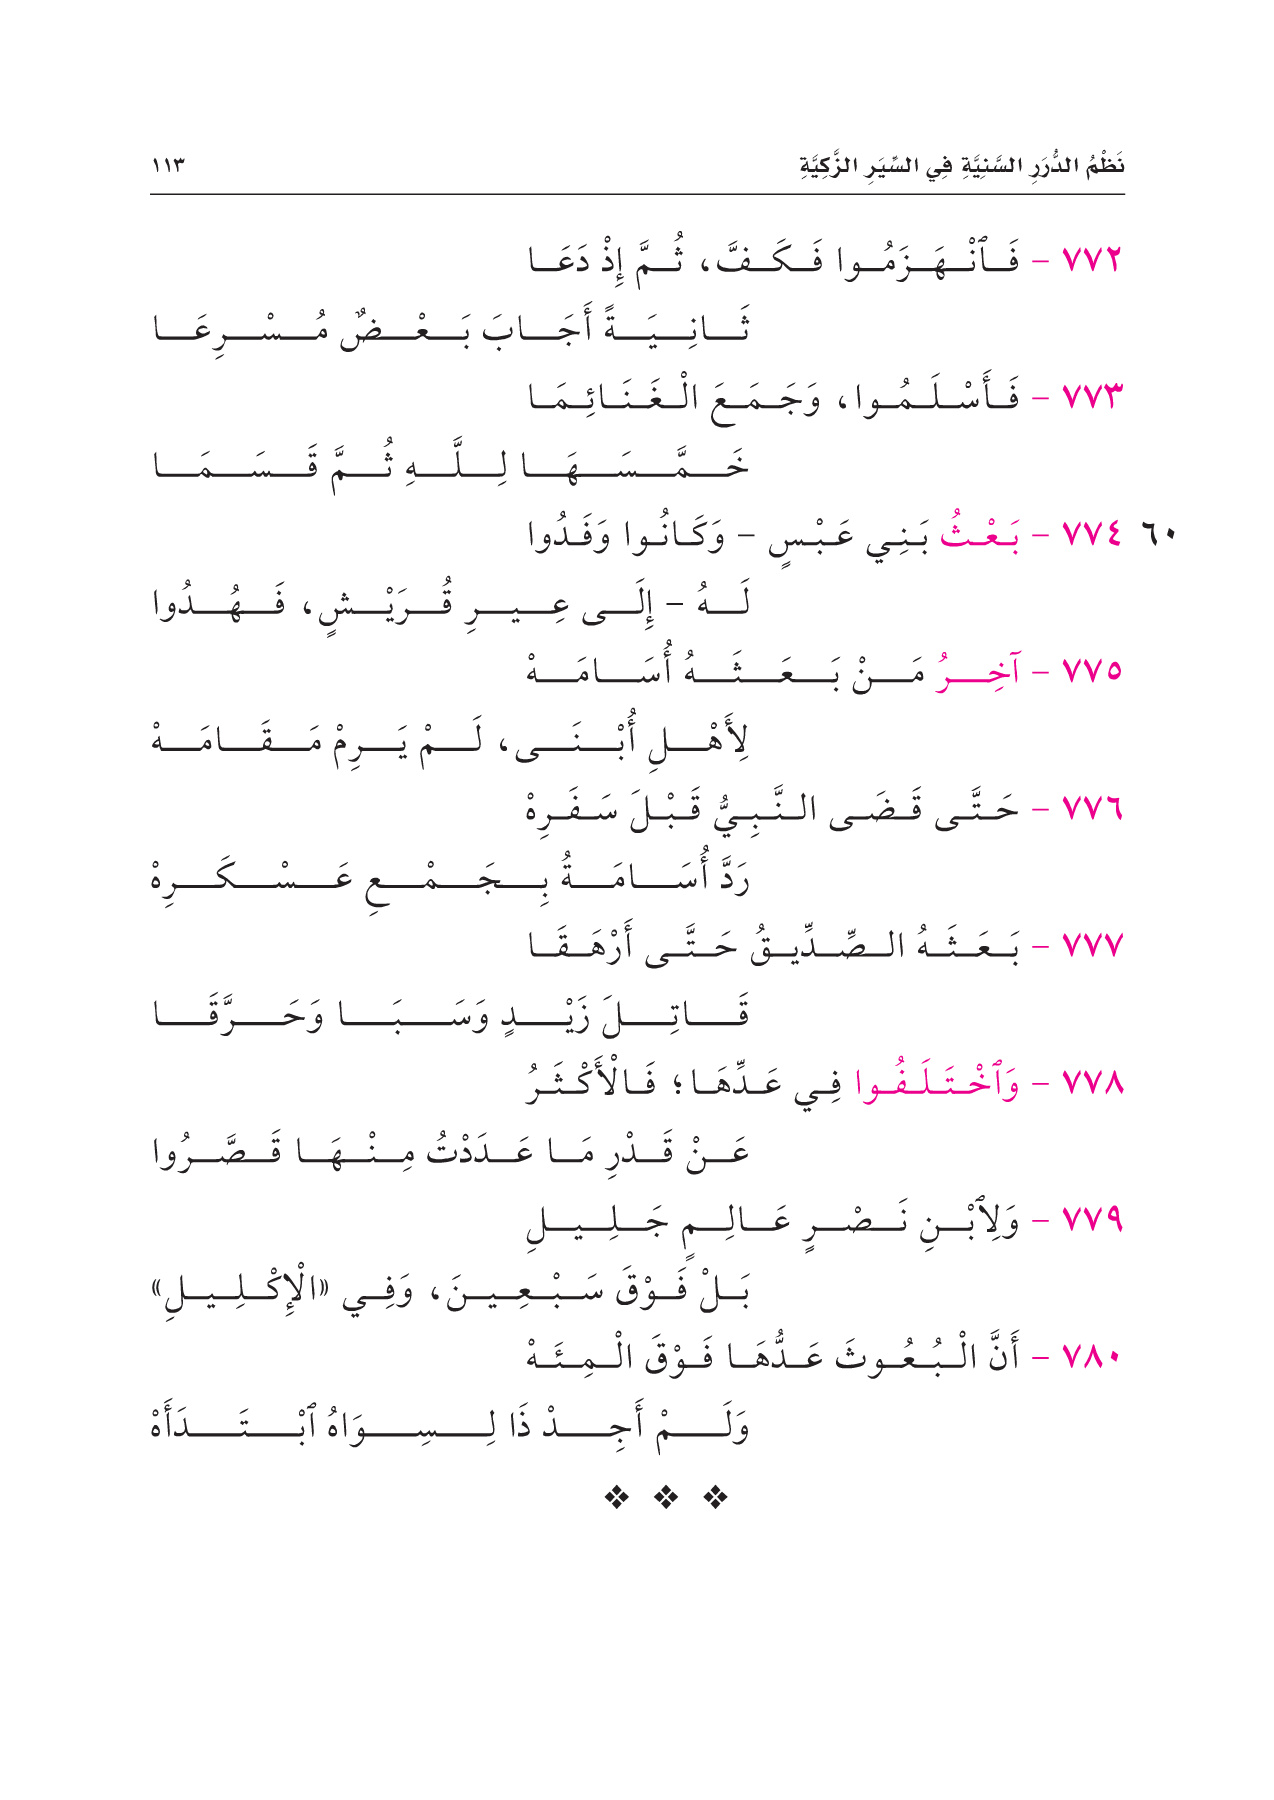 نَظْمُ الدُّرَرِ السَّنِيَّةِ فِي السِّيَرِ الزَّكِيَّةِ ١١٣
٧٧٢ - فَٱنْهَزَمُوا فَكَفَّ، ثُمَّ إِذْ دَعَا
ثَانِيَةً أَجَابَ بَعْضٌ مُسْرِعَا
٧٧٣ - فَأَسْلَمُوا، وَجَمَعَ الْغَنَائِمَا
خَمَّسَهَا لِلَّهِ ثُمَّ قَسَمَا
٦٠ ٧٧٤ - بَعْثُ بَنِي عَبْسٍ - وَكَانُوا وَفَدُوا
لَهُ - إِلَى عِيرِ قُرَيْشٍ، فَهُدُوا
٧٧٥ - آخِرُ مَنْ بَعَثَهُ أُسَامَهْ
لِأَهْلِ أُبْنَى، لَمْ يَرِمْ مَقَامَهْ
٧٧٦ - حَتَّى قَضَى النَّبِيُّ قَبْلَ سَفَرِهْ
رَدَّ أُسَامَةُ بِجَمْعِ عَسْكَرِهْ
٧٧٧ - بَعَثَهُ الصِّدِّيقُ حَتَّى أَرْهَقَا
قَاتِلَ زَيْدٍ وَسَبَا وَحَرَّقَا
٧٧٨ - وَٱخْتَلَفُوا فِي عَدِّهَا؛ فَالْأَكْثَرُ
عَنْ قَدْرِ مَا عَدَدْتُ مِنْهَا قَصَّرُوا
٧٧٩ - وَلِٱبْنِ نَصْرٍ عَالِمٍ جَلِيلِ
بَلْ فَوْقَ سَبْعِينَ، وَفِي «الْإِكْلِيلِ»
٧٨٠ - أَنَّ الْبُعُوثَ عَدُّهَا فَوْقَ الْمِئَهْ
وَلَمْ أَجِدْ ذَا لِسِوَاهُ ٱبْتَدَأَهْ